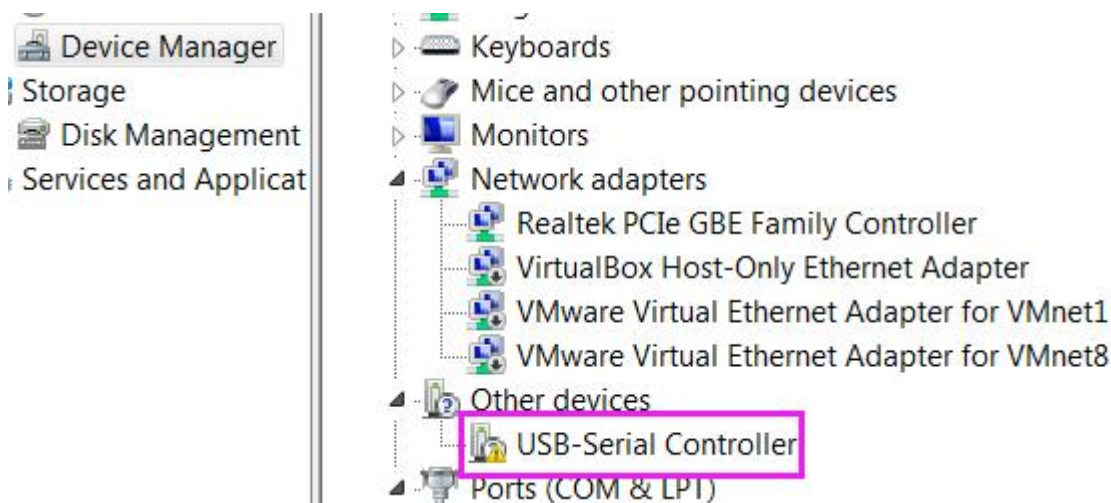 Device Manager
Storage
Disk Management
Services and Applicat
Keyboards
Mice and other pointing devices
Monitors
Network adapters
Realtek PCIe GBE Family Controller
VirtualBox Host-Only Ethernet Adapter
VMware Virtual Ethernet Adapter for VMnet1
VMware Virtual Ethernet Adapter for VMnet8
Other devices
USB-Serial Controller
Ports (COM & LPT)